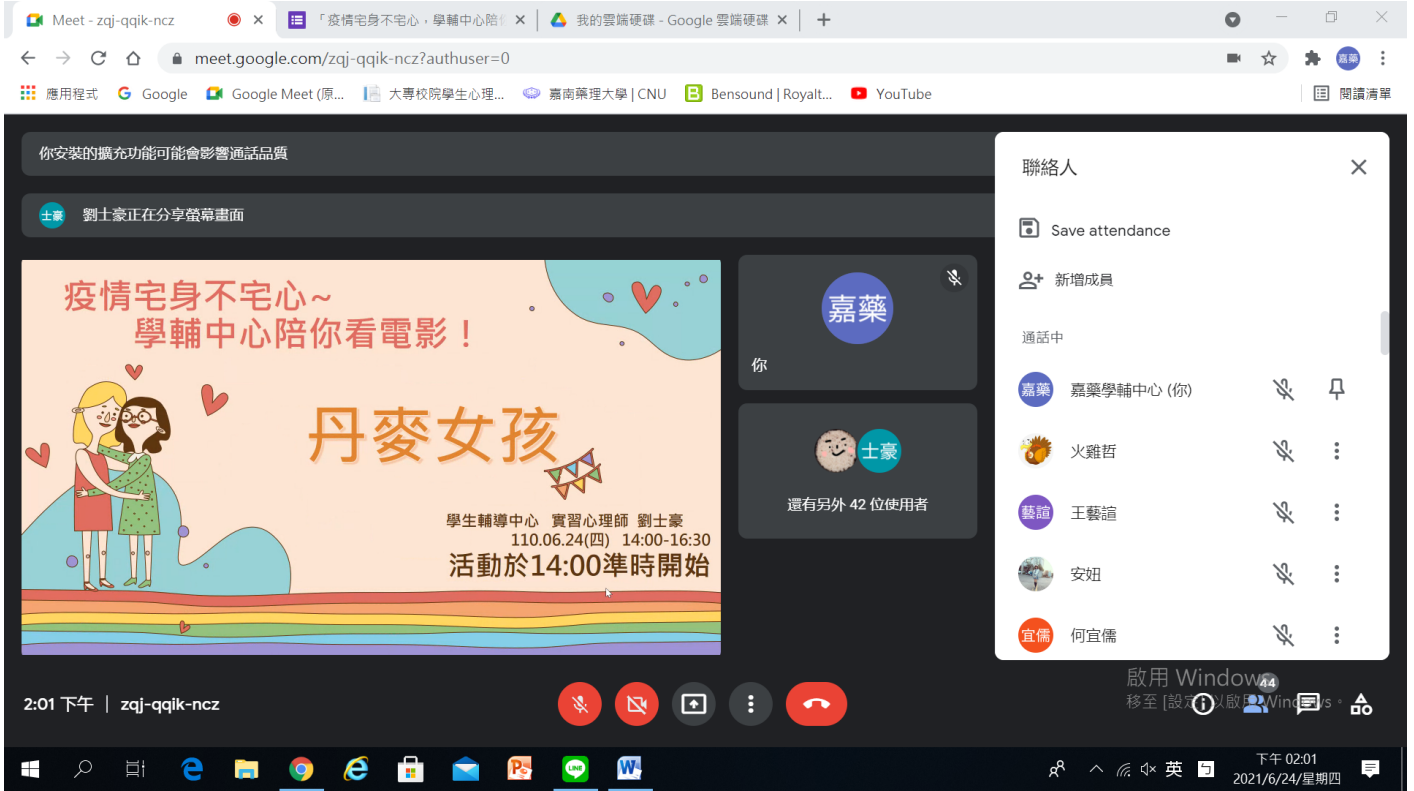 Meet - zqj-qqik-ncz
「疫情宅身不宅心，學輔中心陪你
我的雲端硬碟 - Google 雲端硬碟
meet.google.com/zqj-qqik-ncz?authuser=0
嘉藥
應用程式
Google
Google Meet (原...
大專校院學生心理...
嘉南藥理大學 | CNU
Bensound | Royalt...
YouTube
閱讀清單
你安裝的擴充功能可能會影響通話品質
士豪
劉士豪正在分享螢幕畫面
疫情宅身不宅心~
學輔中心陪你看電影！
丹麥女孩
學生輔導中心 實習心理師 劉士豪
110.06.24(四) 14:00-16:30
活動於14:00準時開始
嘉藥
你
士豪
還有另外 42 位使用者
聯絡人
Save attendance
新增成員
通話中
嘉藥
嘉藥學輔中心 (你)
火雞哲
藝諠
王藝諠
安妞
宜儒
何宜儒
啟用 Windows
移至 [設定] 以啟用 Windows。
44
2:01 下午 | zqj-qqik-ncz
LINE
英
下午 02:01
2021/6/24/星期四